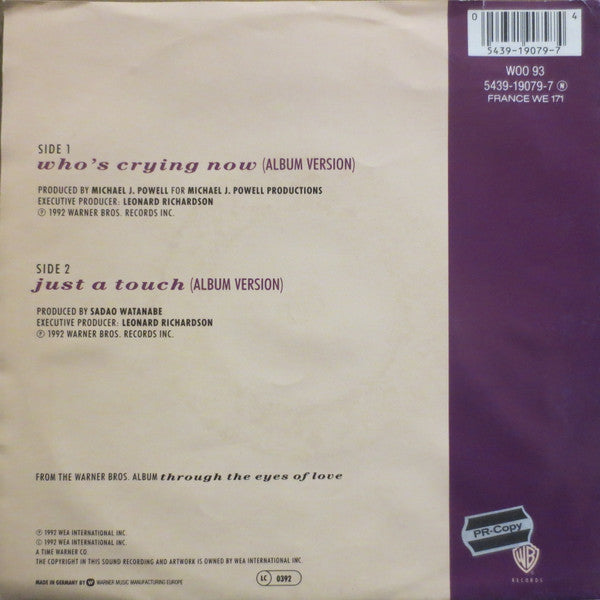 0 4
5439-19079-7
WOO 93
5439-19079-7 Ⓝ
FRANCE WE 171
SIDE 1
who's crying now (ALBUM VERSION)
PRODUCED BY MICHAEL J. POWELL FOR MICHAEL J. POWELL PRODUCTIONS
EXECUTIVE PRODUCER: LEONARD RICHARDSON
℗ 1992 WARNER BROS. RECORDS INC.
SIDE 2
just a touch (ALBUM VERSION)
PRODUCED BY SADAO WATANABE
EXECUTIVE PRODUCER: LEONARD RICHARDSON
℗ 1992 WARNER BROS. RECORDS INC.
FROM THE WARNER BROS. ALBUM through the eyes of love
℗ 1992 WEA INTERNATIONAL INC.
© 1992 WEA INTERNATIONAL INC.
A TIME WARNER CO.
THE COPYRIGHT IN THIS SOUND RECORDING AND ARTWORK IS OWNED BY WEA INTERNATIONAL INC.
MADE IN GERMANY BY WARNER MUSIC MANUFACTURING EUROPE
LC 0392
PR-Copy
WB
RECORDS